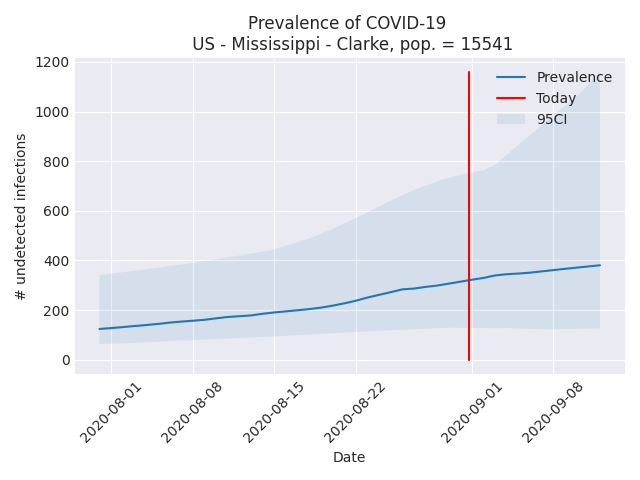 Prevalence of COVID-19
US - Mississippi - Clarke, pop. = 15541
1200
1000
800
600
400
200
0
# undetected infections
Prevalence
Today
95CI
2020-08-01
2020-08-08
2020-08-15
2020-08-22
2020-09-01
2020-09-08
Date